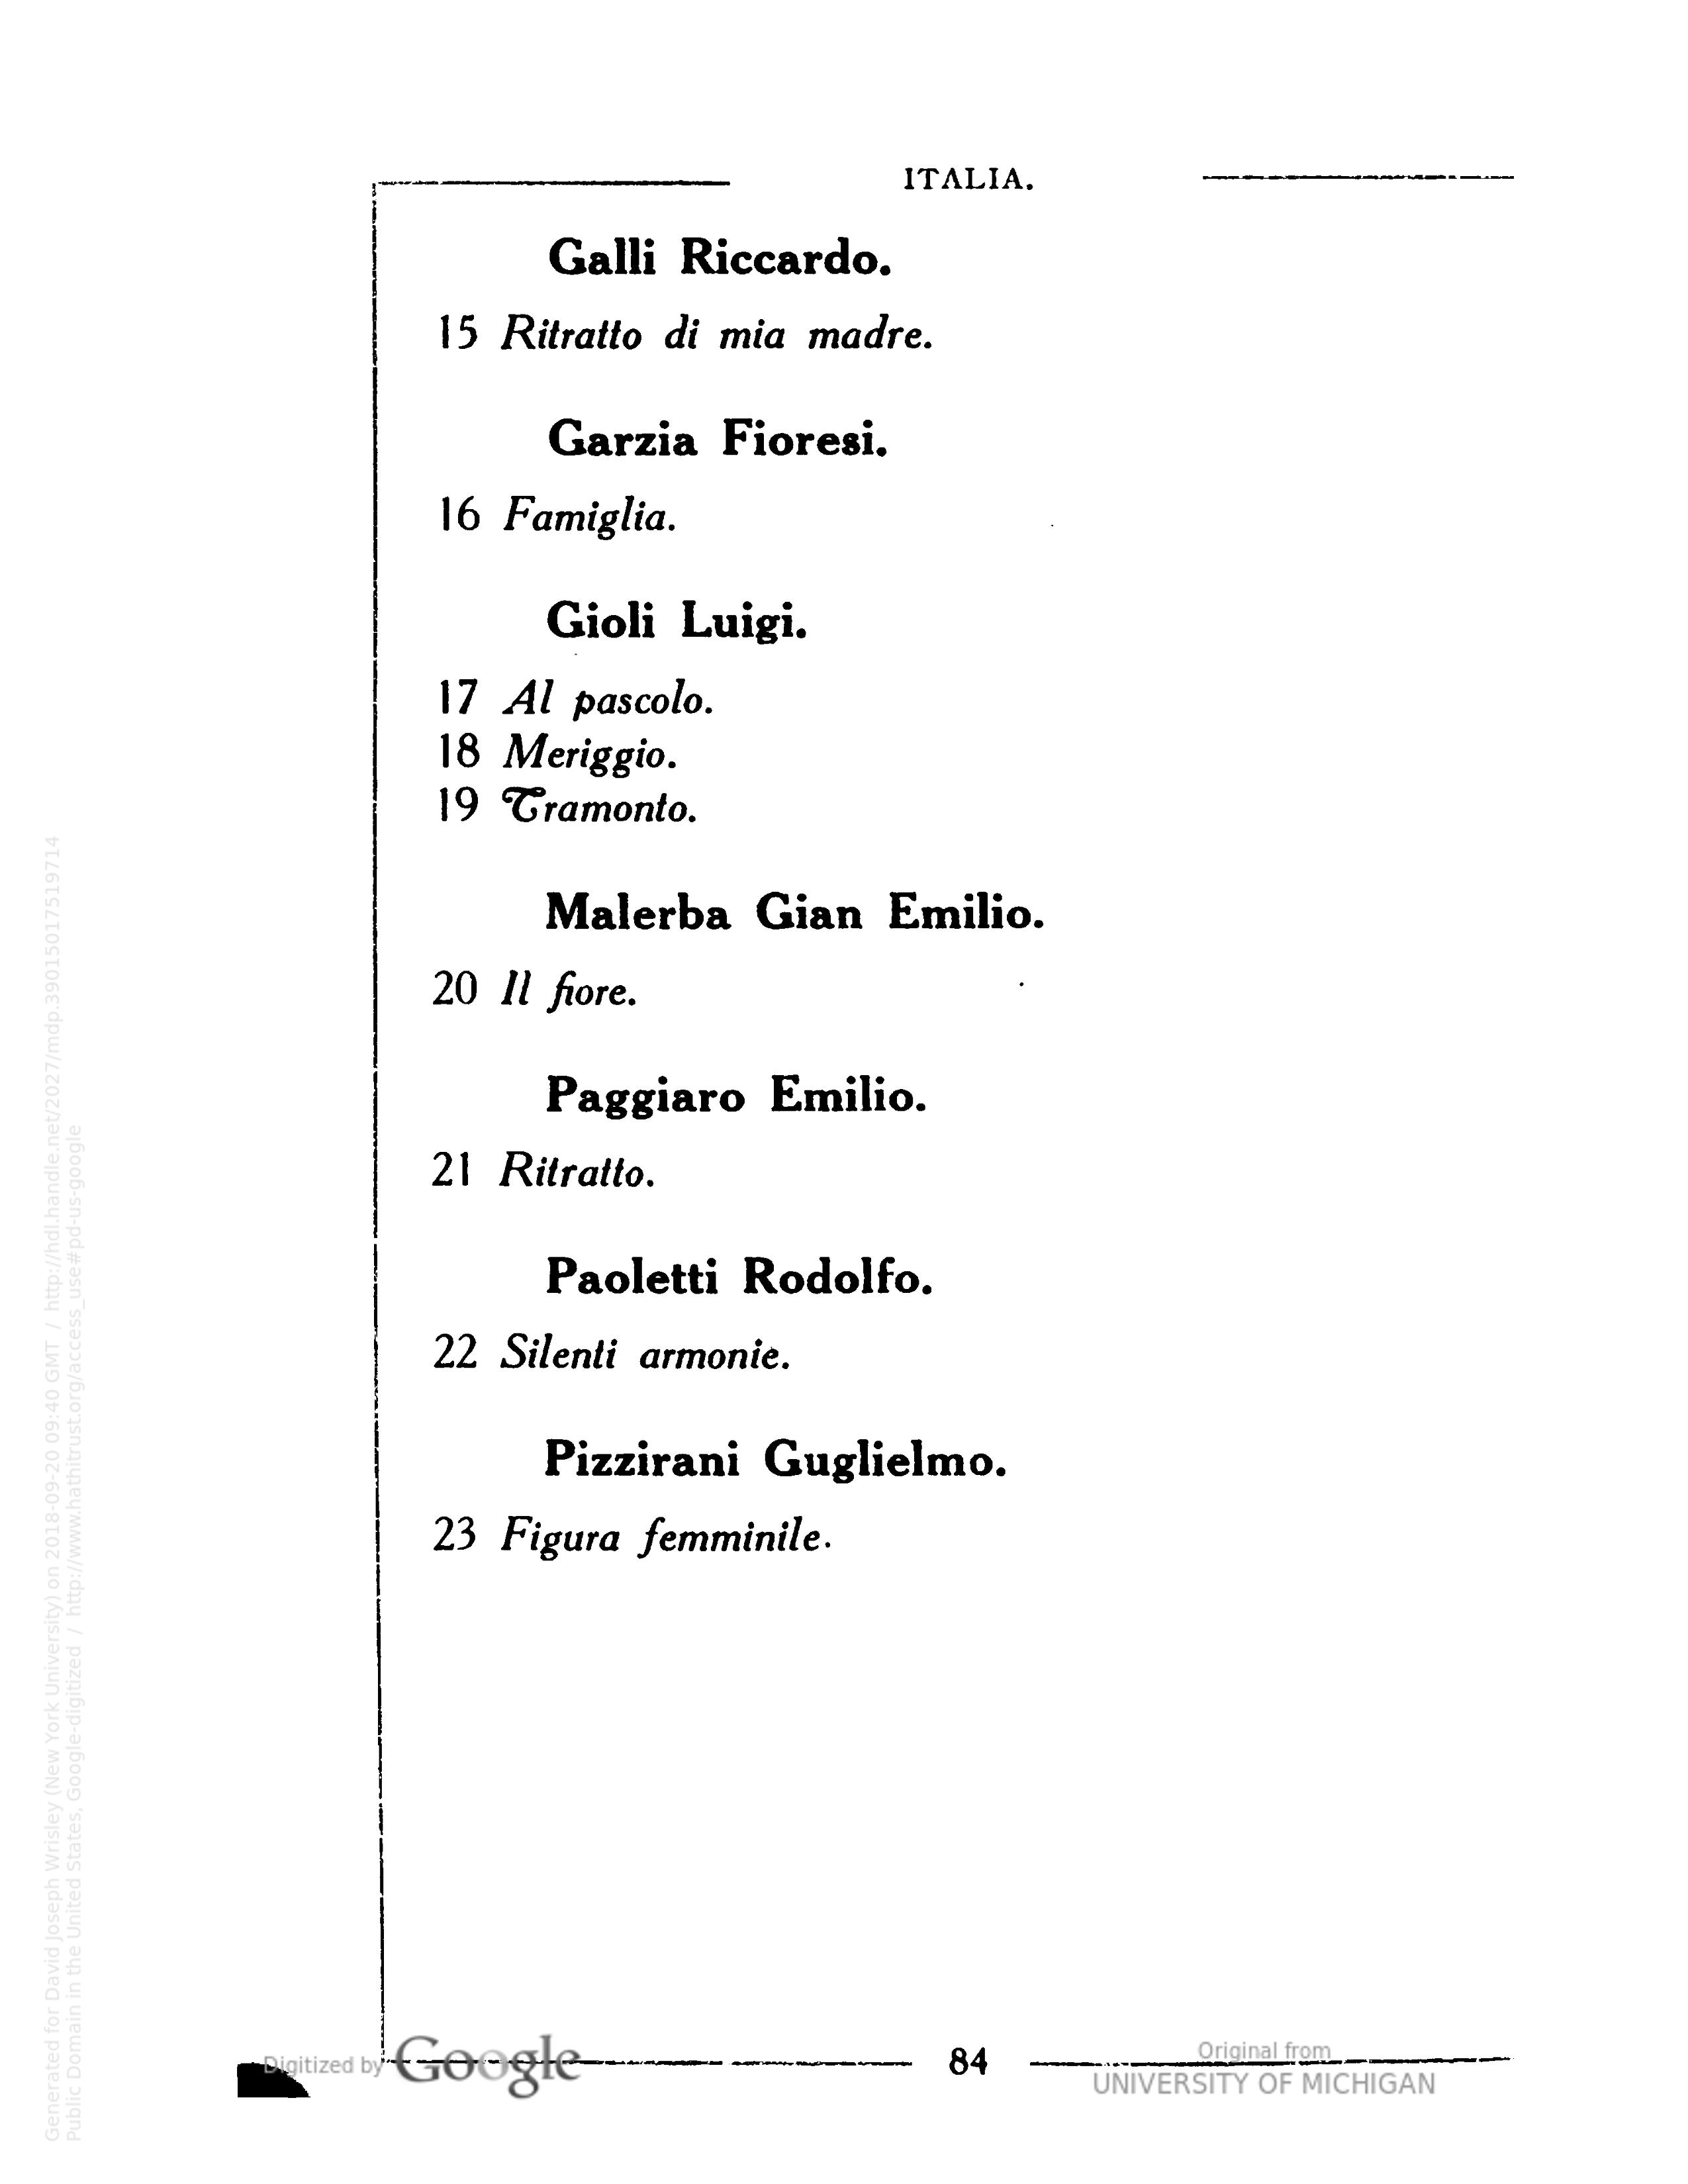 ITALIA.
Galli Riccardo.
15 Ritratto di mia madre.
Garzia Fioresi.
16 Famiglia.
Gioli Luigi.
17 Al pascolo.
18 Meriggio.
19 Tramonto.
Malerba Gian Emilio.
20 Il fiore.
Paggiaro Emilio.
21 Ritratto.
Paoletti Rodolfo.
22 Silenti armonie.
Pizzirani Guglielmo.
23 Figura femminile.
84
Digitized by Google
Original from
UNIVERSITY OF MICHIGAN
Generated for David Joseph Wrisley (New York University) on 2018-09-20 09:40 GMT / http://hdl.handle.net/2027/mdp.39015017519714
Public Domain in the United States, Google-digitized / http://www.hathitrust.org/access_use#pd-us-google